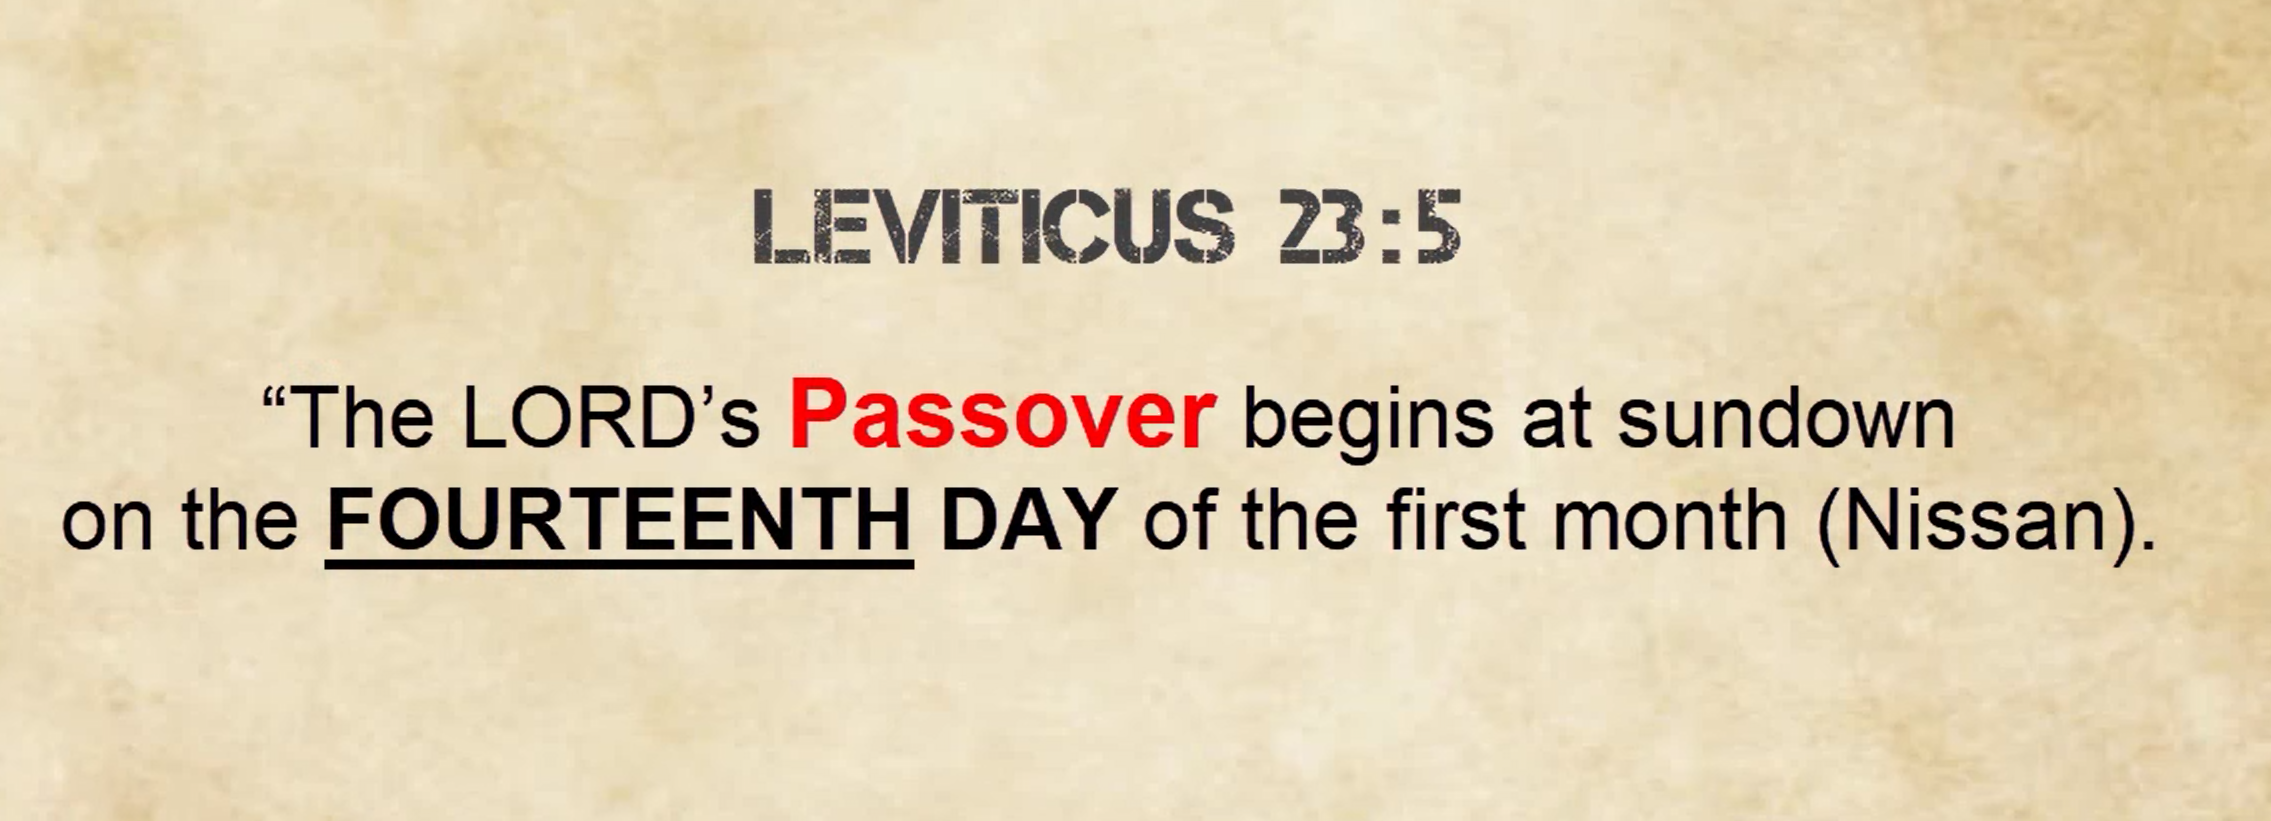 LEVITICUS 23:5
“The LORD’s Passover begins at sundown
on the FOURTEENTH DAY of the first month (Nissan).